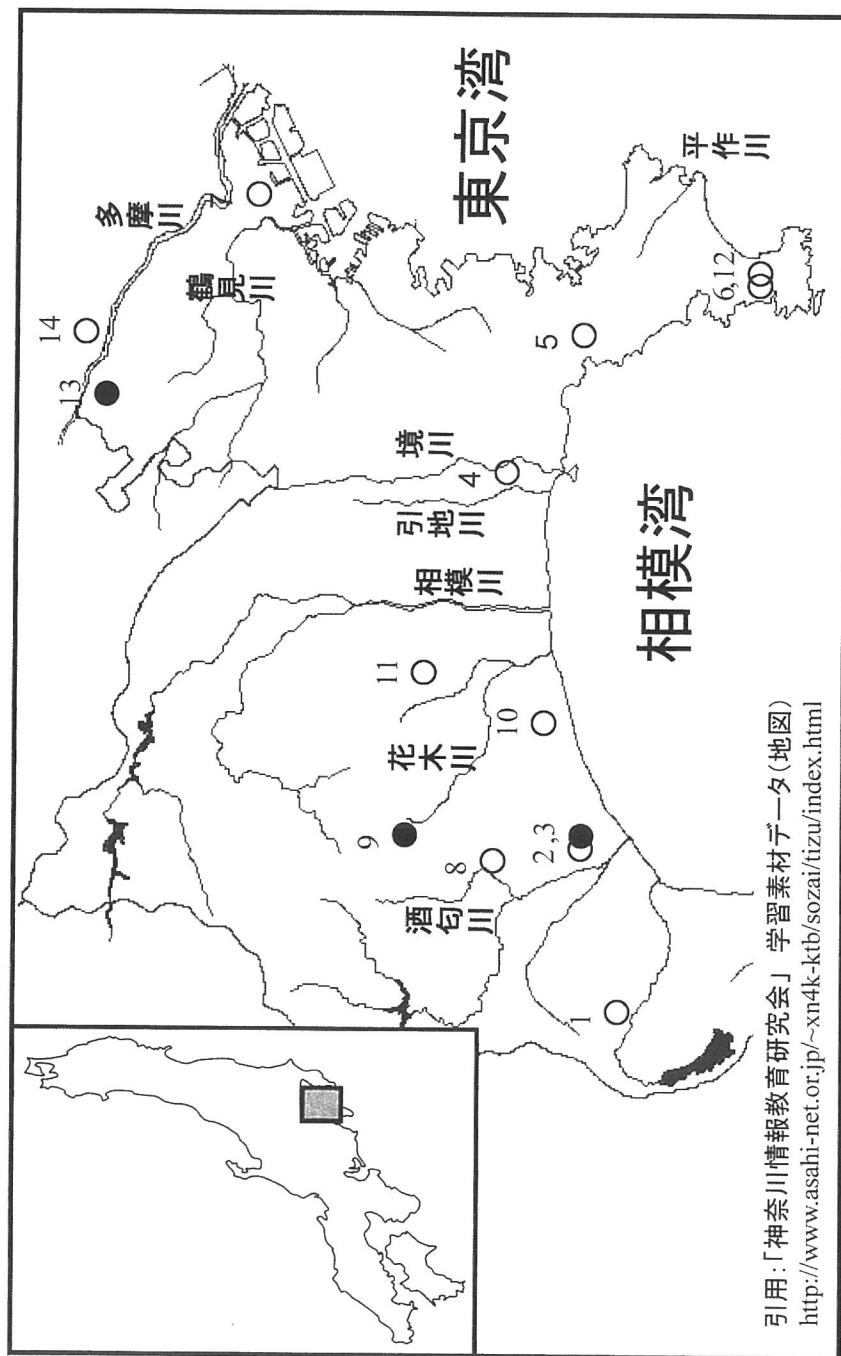 多摩川
鶴見川
東京湾
平作川
14
13
5
6,12
境川
4
引地川
相模川
相模湾
11
10
花木川
9
8
2,3
酒匂川
1
引用:「神奈川情報教育研究会」 学習素材データ(地図)
http://www.asahi-net.or.jp/~xn4k-ktb/sozai/tizu/index.html